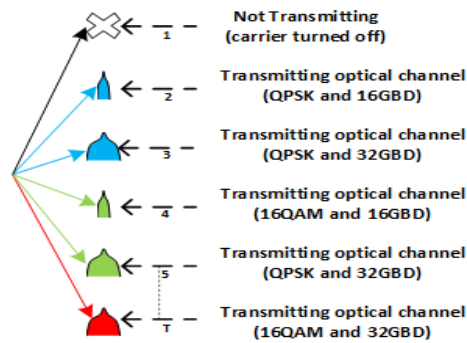 Not Transmitting
(carrier turned off)
1
Transmitting optical channel
(QPSK and 16GBD)
2
Transmitting optical channel
(QPSK and 32GBD)
3
Transmitting optical channel
(16QAM and 16GBD)
4
Transmitting optical channel
(QPSK and 32GBD)
5
Transmitting optical channel
(16QAM and 32GBD)
T